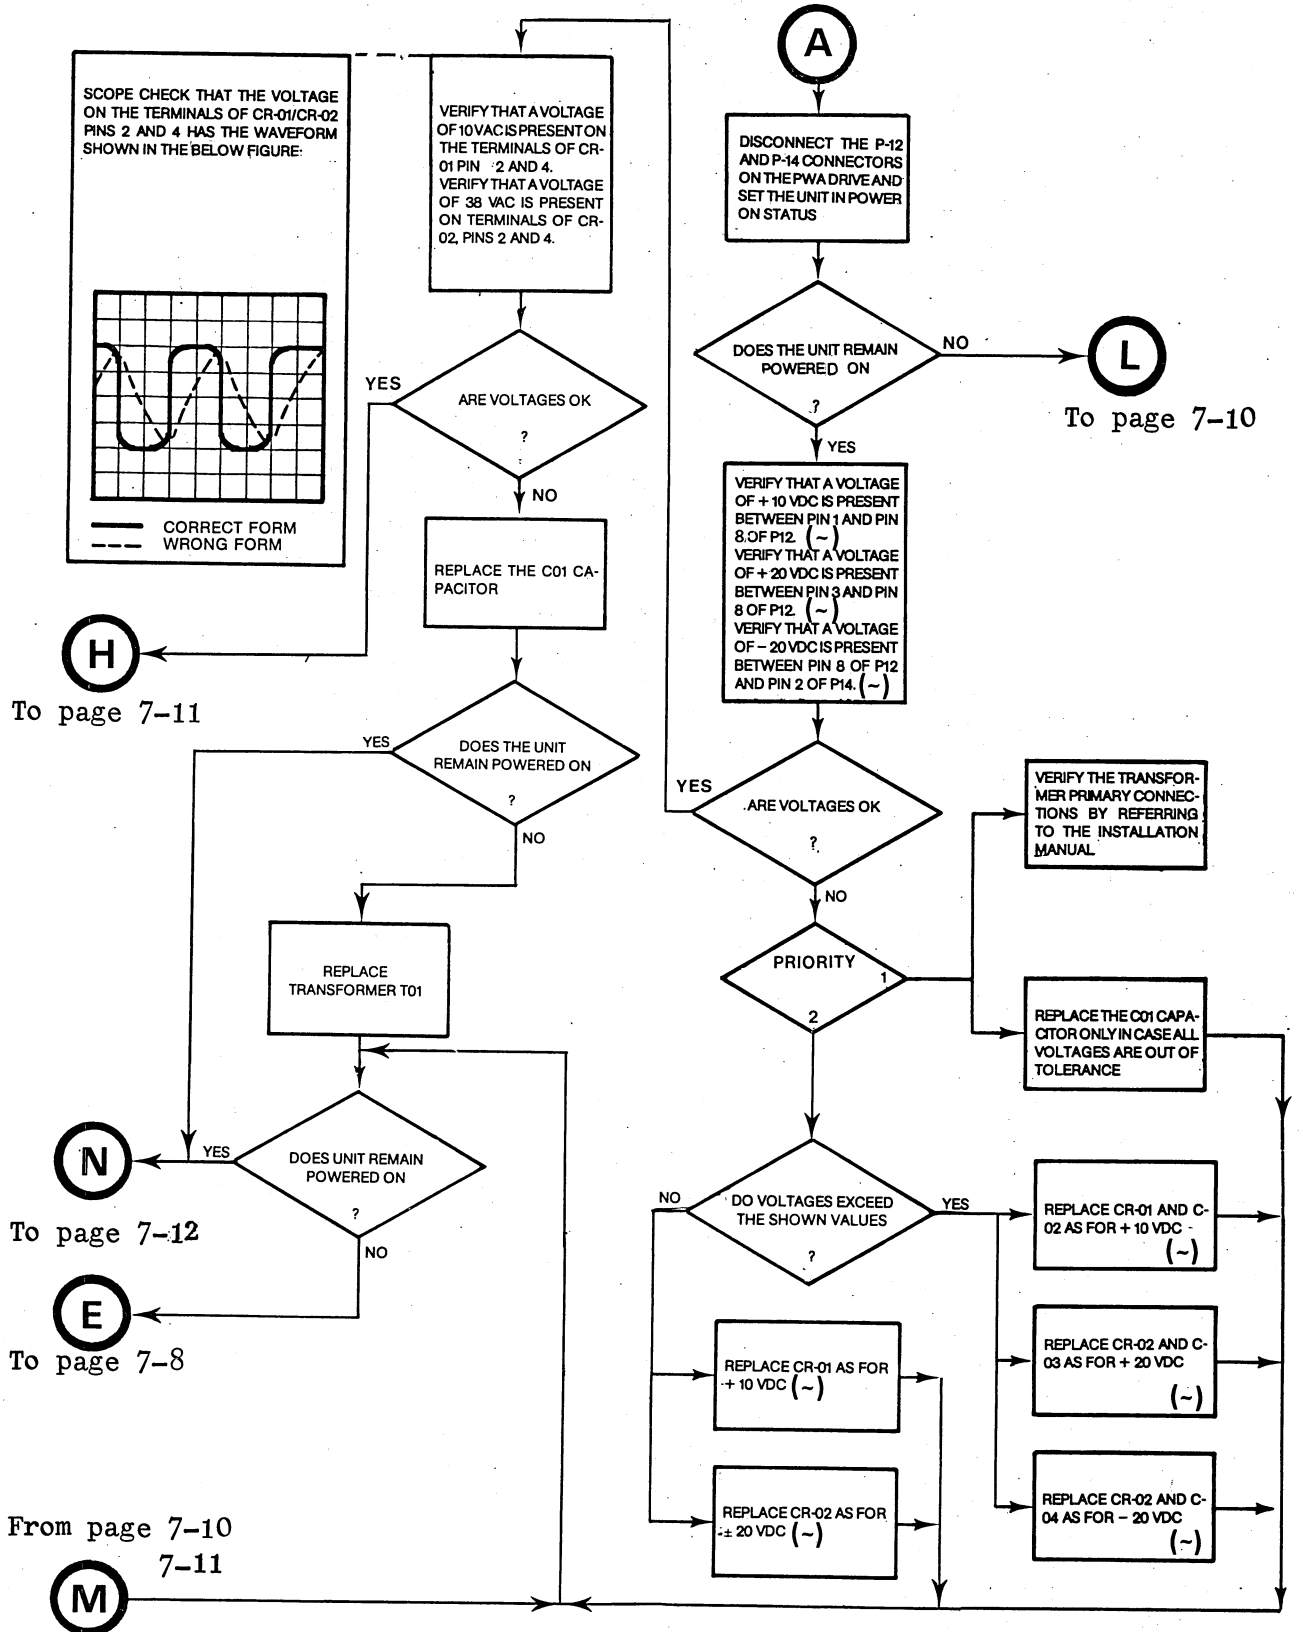 SCOPE CHECK THAT THE VOLTAGE
ON THE TERMINALS OF CR-01/CR-02
PINS 2 AND 4 HAS THE WAVEFORM
SHOWN IN THE BELOW FIGURE:
CORRECT FORM
WRONG FORM
VERIFY THAT A VOLTAGE
OF 10 VAC IS PRESENT ON
THE TERMINALS OF CR-
01 PIN 2 AND 4.
VERIFY THAT A VOLTAGE
OF 38 VAC IS PRESENT
ON TERMINALS OF CR-
02, PINS 2 AND 4.
YES
ARE VOLTAGES OK
?
NO
REPLACE THE C01 CA-
PACITOR
H
To page 7-11
YES
DOES THE UNIT
REMAIN POWERED ON
?
NO
REPLACE
TRANSFORMER T01
N
YES
DOES UNIT REMAIN
POWERED ON
?
To page 7-12
NO
E
To page 7-8
From page 7-10
7-11
M
A
DISCONNECT THE P-12
AND P-14 CONNECTORS
ON THE PWA DRIVE AND
SET THE UNIT IN POWER
ON STATUS
DOES THE UNIT REMAIN
POWERED ON
?
NO
L
To page 7-10
YES
VERIFY THAT A VOLTAGE
OF + 10 VDC IS PRESENT
BETWEEN PIN 1 AND PIN
8 OF P12. (~)
VERIFY THAT A VOLTAGE
OF + 20 VDC IS PRESENT
BETWEEN PIN 3 AND PIN
8 OF P12. (~)
VERIFY THAT A VOLTAGE
OF - 20 VDC IS PRESENT
BETWEEN PIN 8 OF P12
AND PIN 2 OF P14. (~)
YES
ARE VOLTAGES OK
?
NO
VERIFY THE TRANSFOR-
MER PRIMARY CONNEC-
TIONS BY REFERRING
TO THE INSTALLATION
MANUAL
PRIORITY
1
2
REPLACE THE C01 CAPA-
CITOR ONLY IN CASE ALL
VOLTAGES ARE OUT OF
TOLERANCE
NO
DO VOLTAGES EXCEED
THE SHOWN VALUES
?
YES
REPLACE CR-01 AND C-
02 AS FOR + 10 VDC
(~)
REPLACE CR-02 AND C-
03 AS FOR + 20 VDC
(~)
REPLACE CR-02 AND C-
04 AS FOR - 20 VDC
(~)
REPLACE CR-01 AS FOR
+ 10 VDC (~)
REPLACE CR-02 AS FOR
± 20 VDC (~)